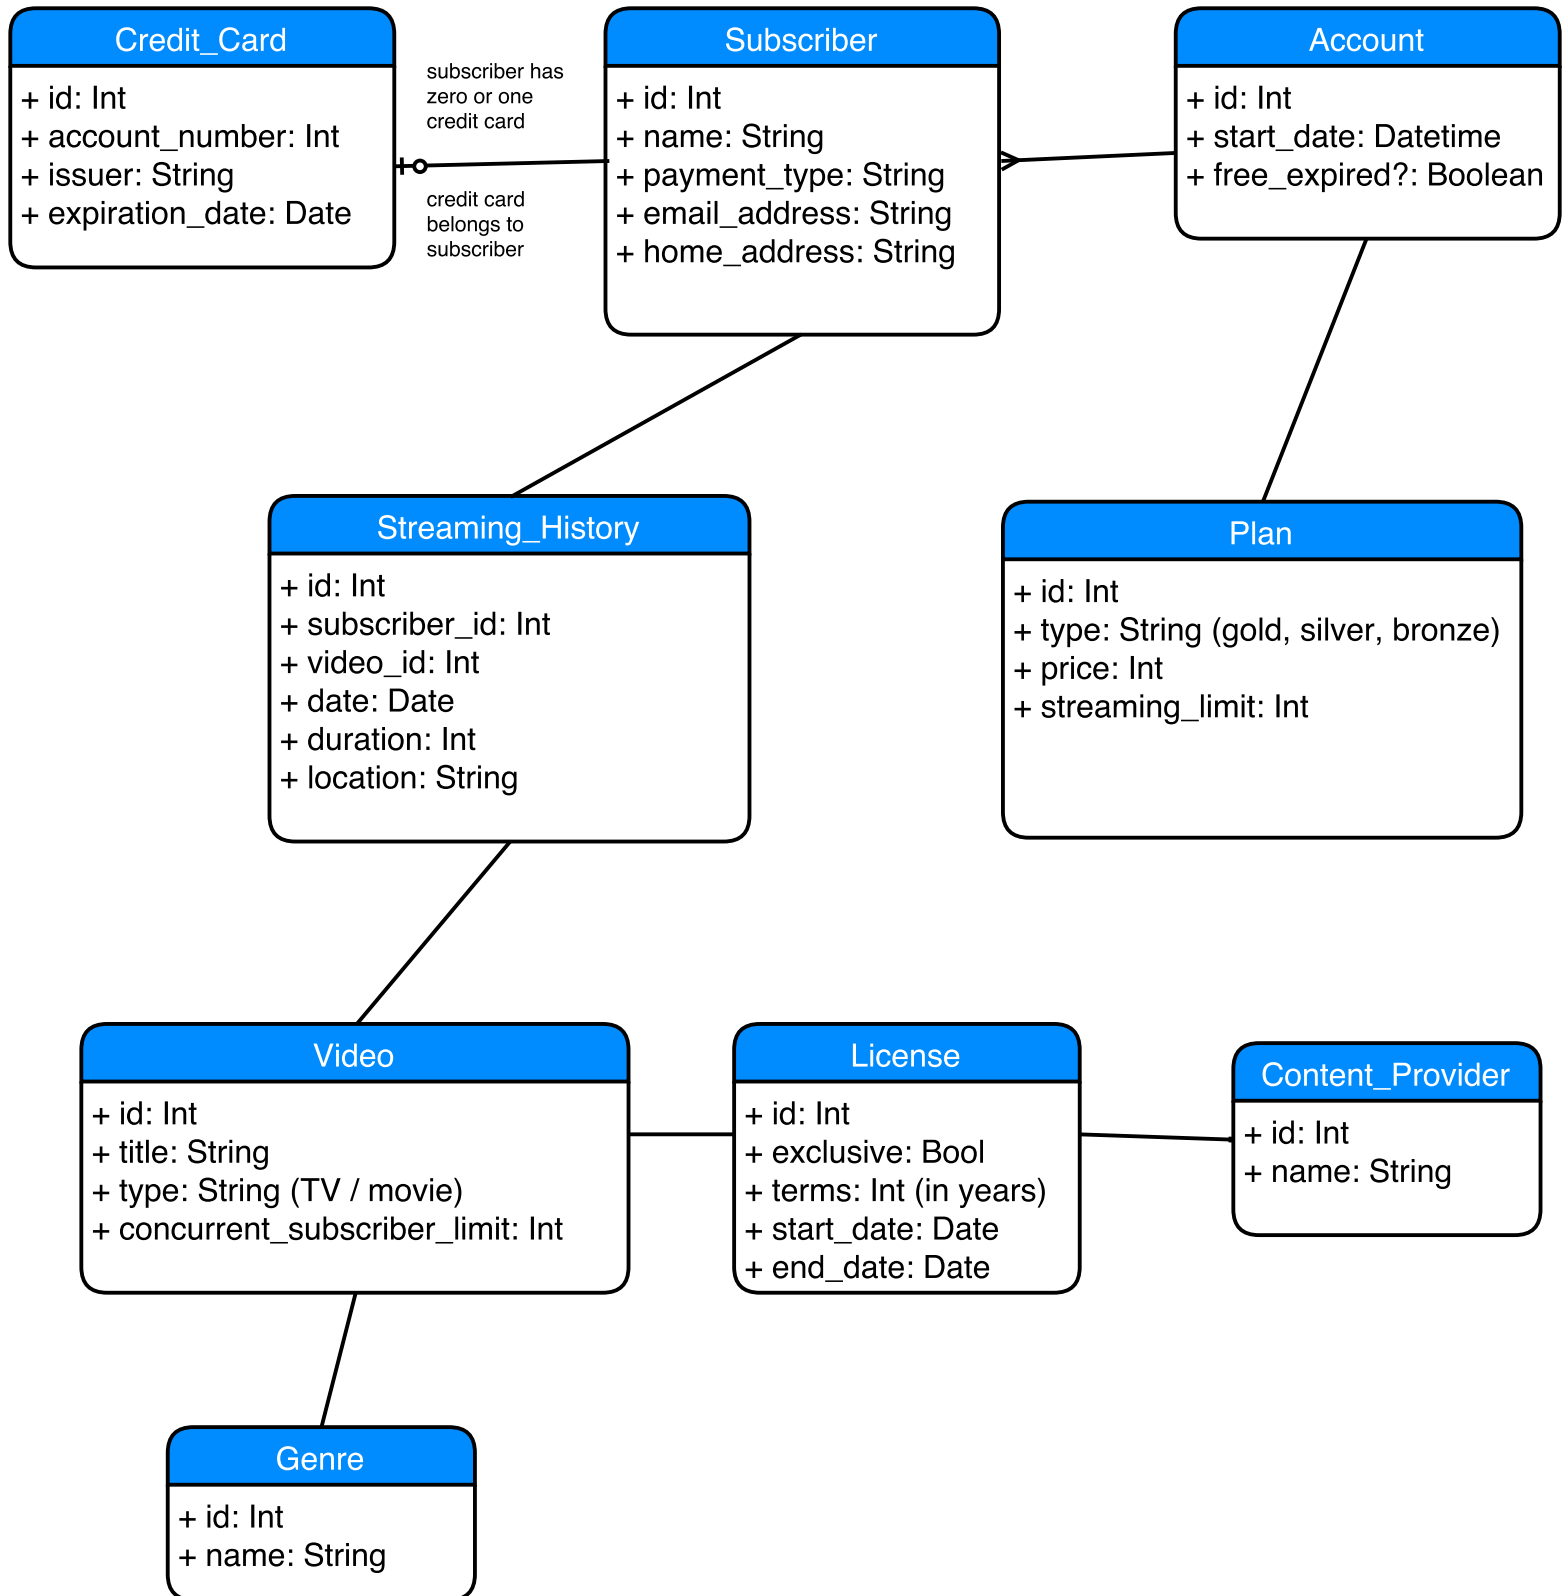 Credit_Card
+ id: Int
+ account_number: Int
+ issuer: String
+ expiration_date: Date
subscriber has
zero or one
credit card
credit card
belongs to
subscriber
Subscriber
+ id: Int
+ name: String
+ payment_type: String
+ email_address: String
+ home_address: String
Account
+ id: Int
+ start_date: Datetime
+ free_expired?: Boolean
Streaming_History
+ id: Int
+ subscriber_id: Int
+ video_id: Int
+ date: Date
+ duration: Int
+ location: String
Plan
+ id: Int
+ type: String (gold, silver, bronze)
+ price: Int
+ streaming_limit: Int
Video
+ id: Int
+ title: String
+ type: String (TV / movie)
+ concurrent_subscriber_limit: Int
License
+ id: Int
+ exclusive: Bool
+ terms: Int (in years)
+ start_date: Date
+ end_date: Date
Content_Provider
+ id: Int
+ name: String
Genre
+ id: Int
+ name: String